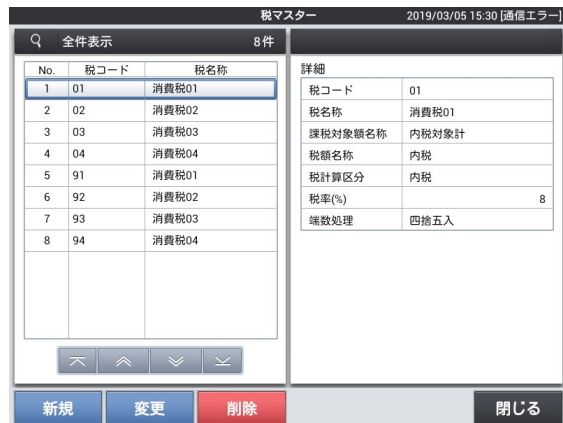 税マスター 2019/03/05 15:30 [通信エラー]
全件表示 8件
No. 税コード 税名称
1 01 消費税01
2 02 消費税02
3 03 消費税03
4 04 消費税04
5 91 消費税01
6 92 消費税02
7 93 消費税03
8 94 消費税04
詳細
税コード 01
税名称 消費税01
課税対象額名称 内税対象計
税額名称 内税
税計算区分 内税
税率(%) 8
端数処理 四捨五入
新規 変更 削除 閉じる